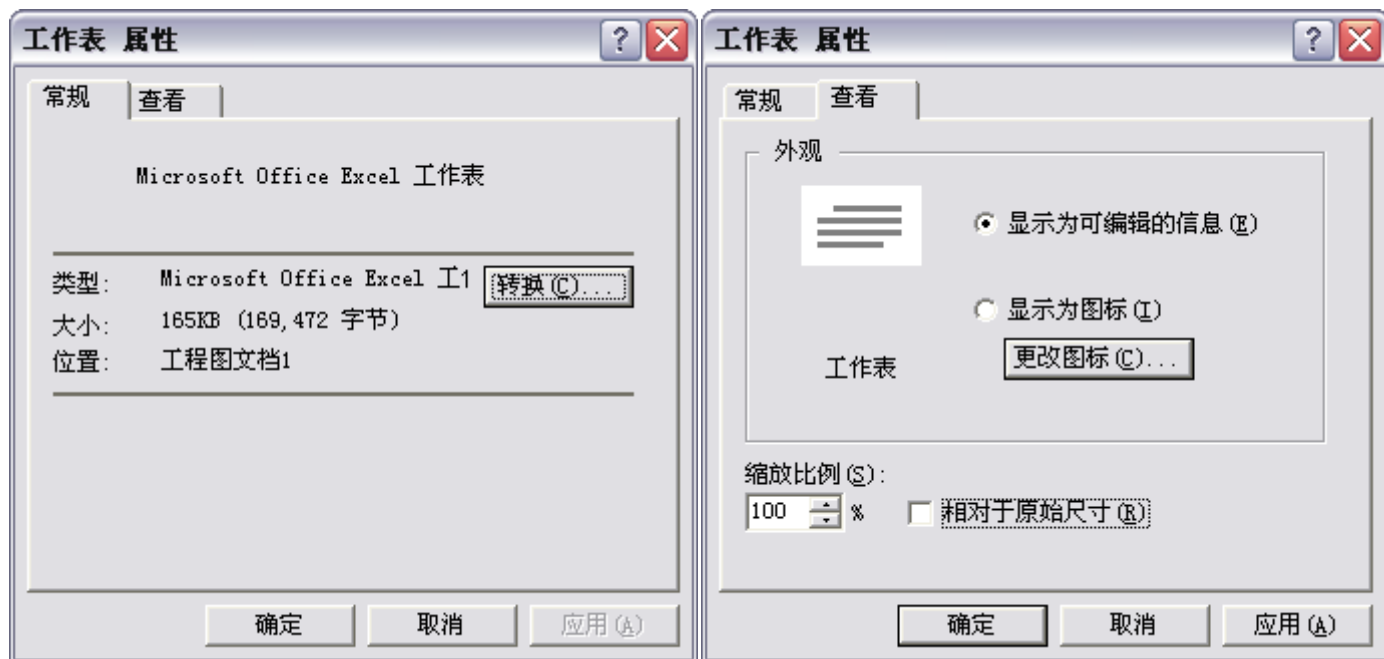 工作表 属性
常规
查看
Microsoft Office Excel 工作表
类型:
Microsoft Office Excel 工1
转换(C)...
大小:
165KB (169,472 字节)
位置:
工程图文档1
确定
取消
应用(A)
工作表 属性
常规
查看
外观
显示为可编辑的信息(E)
显示为图标(I)
工作表
更改图标(C)...
缩放比例(S):
100
%
相对于原始尺寸(R)
确定
取消
应用(A)